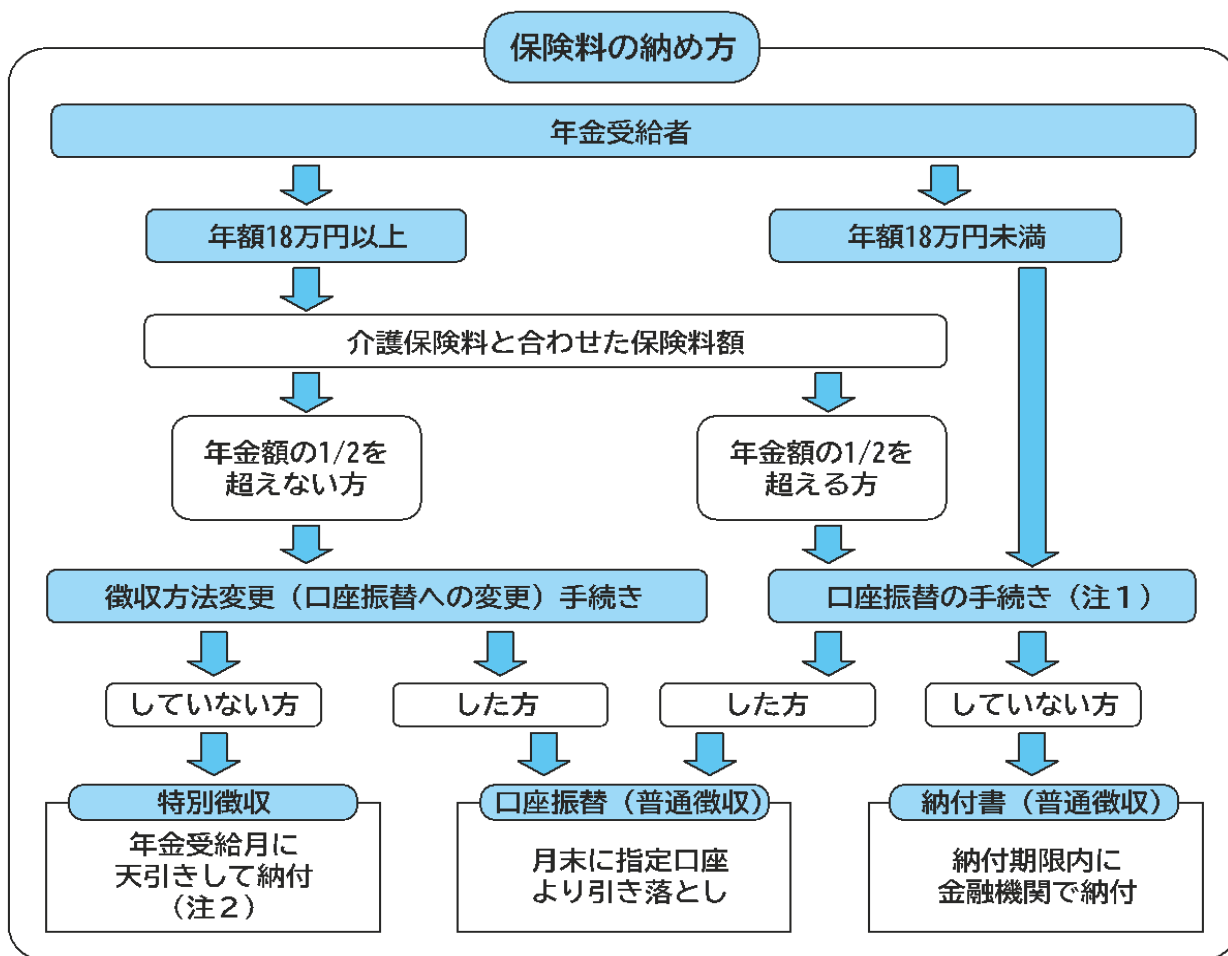 保険料の納め方
年金受給者
年額18万円以上
年額18万円未満
介護保険料と合わせた保険料額
年金額の1/2を
超えない方
年金額の1/2を
超える方
徴収方法変更（口座振替への変更）手続き
口座振替の手続き（注１）
していない方
した方
した方
していない方
特別徴収
年金受給月に
天引きして納付
（注２）
口座振替（普通徴収）
月末に指定口座
より引き落とし
納付書（普通徴収）
納付期限内に
金融機関で納付